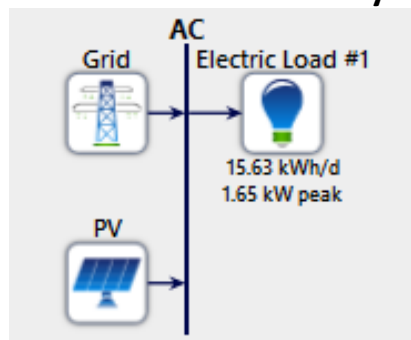 AC
Grid
Electric Load #1
15.63 kWh/d
1.65 kW peak
PV